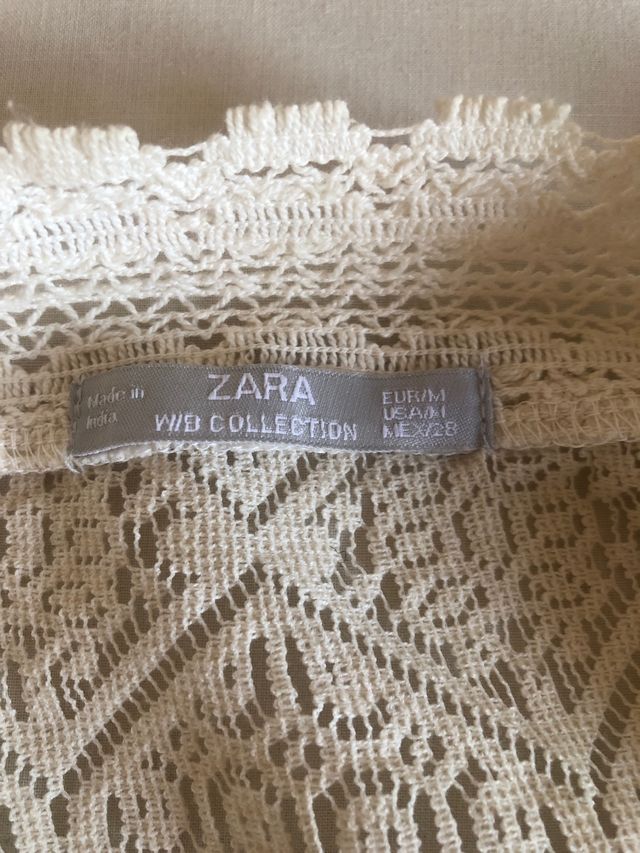 Made in
India
ZARA
W/B COLLECTION
EUR/M
USA/M
MEX/28